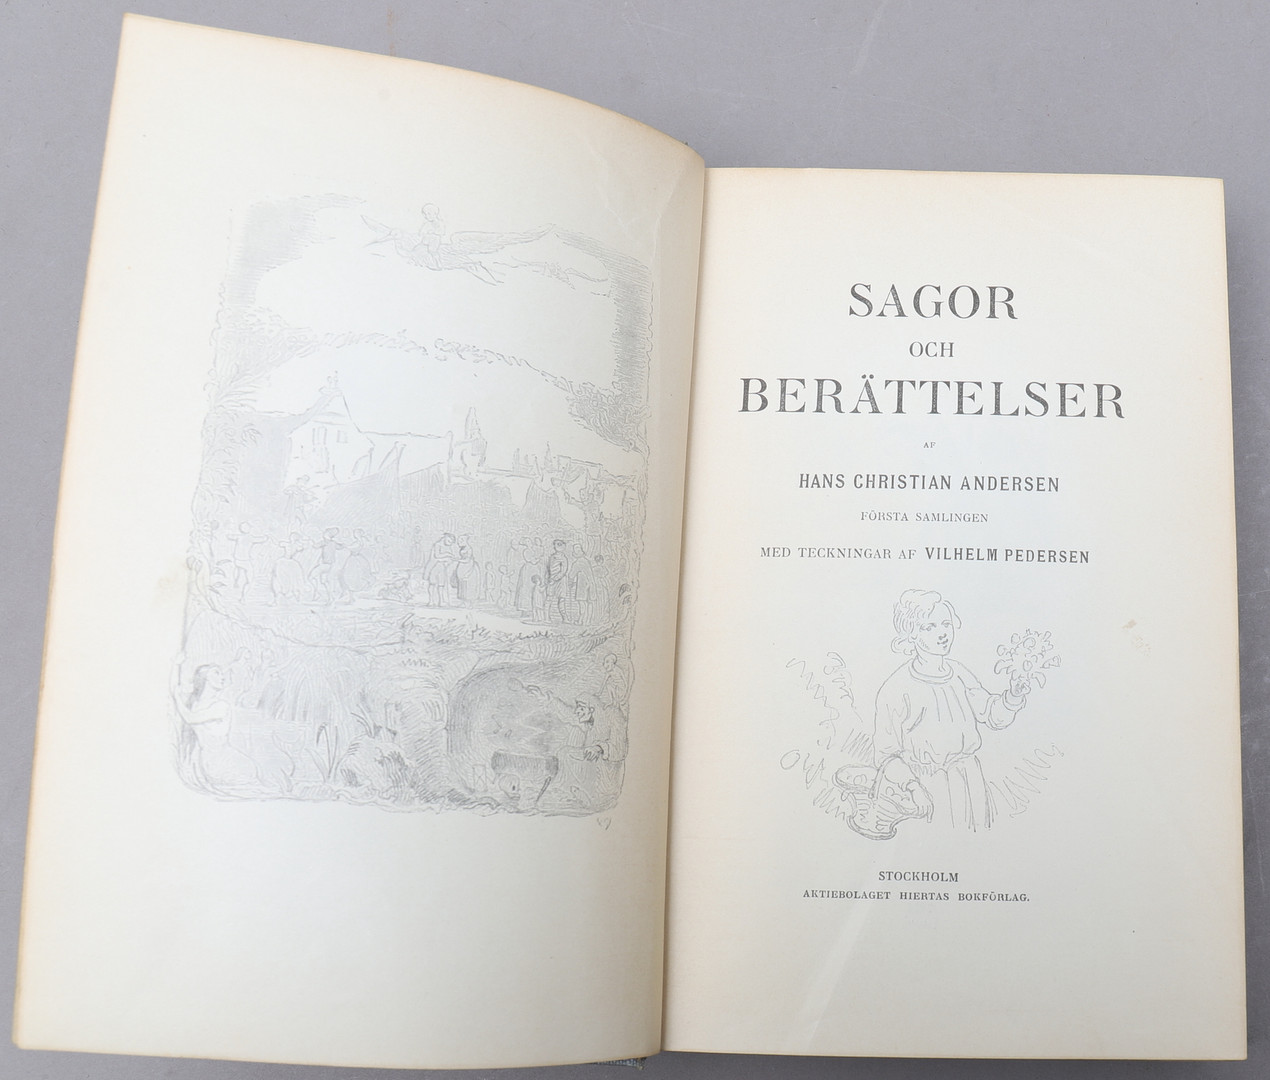 SAGOR
OCH
BERÄTTELSER
AF
HANS CHRISTIAN ANDERSEN
FÖRSTA SAMLINGEN
MED TECKNINGAR AF VILHELM PEDERSEN
STOCKHOLM
AKTIEBOLAGET HIERTAS BOKFÖRLAG.